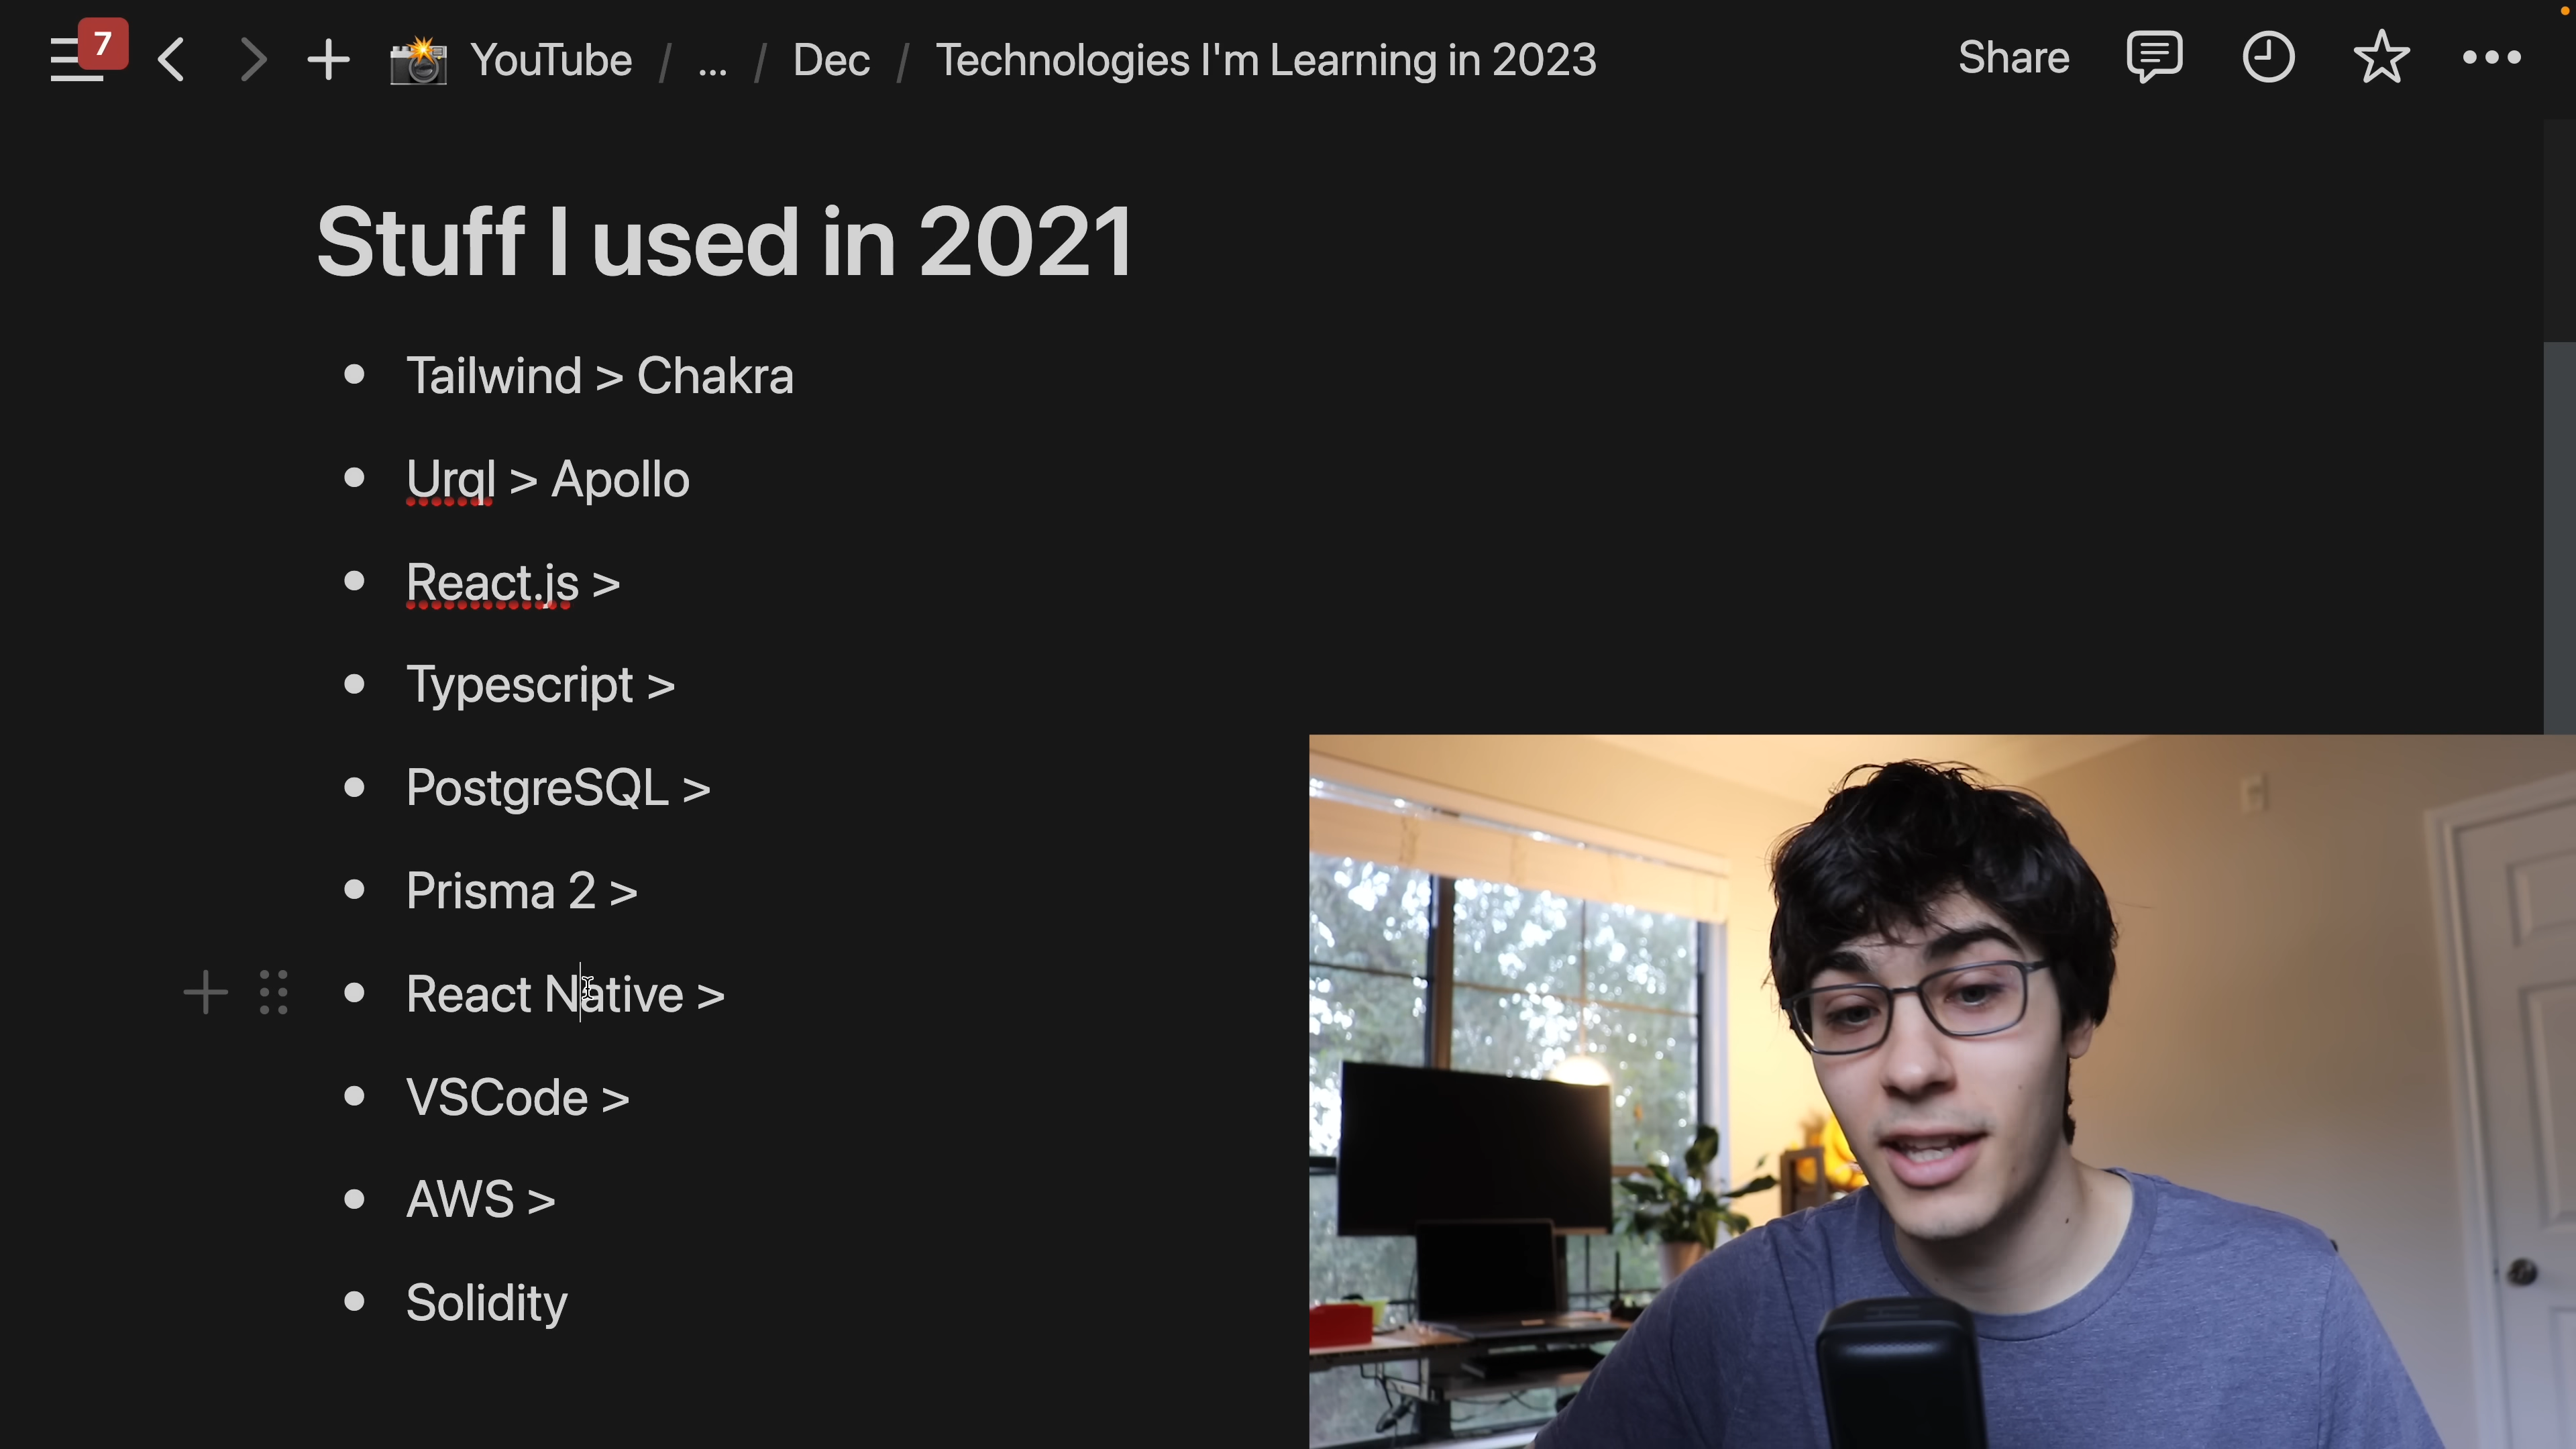 7
YouTube / ... / Dec / Technologies I'm Learning in 2023
Share
Stuff I used in 2021
Tailwind > Chakra
Urql > Apollo
React.js >
Typescript >
PostgreSQL >
Prisma 2 >
React Native >
VSCode >
AWS >
Solidity